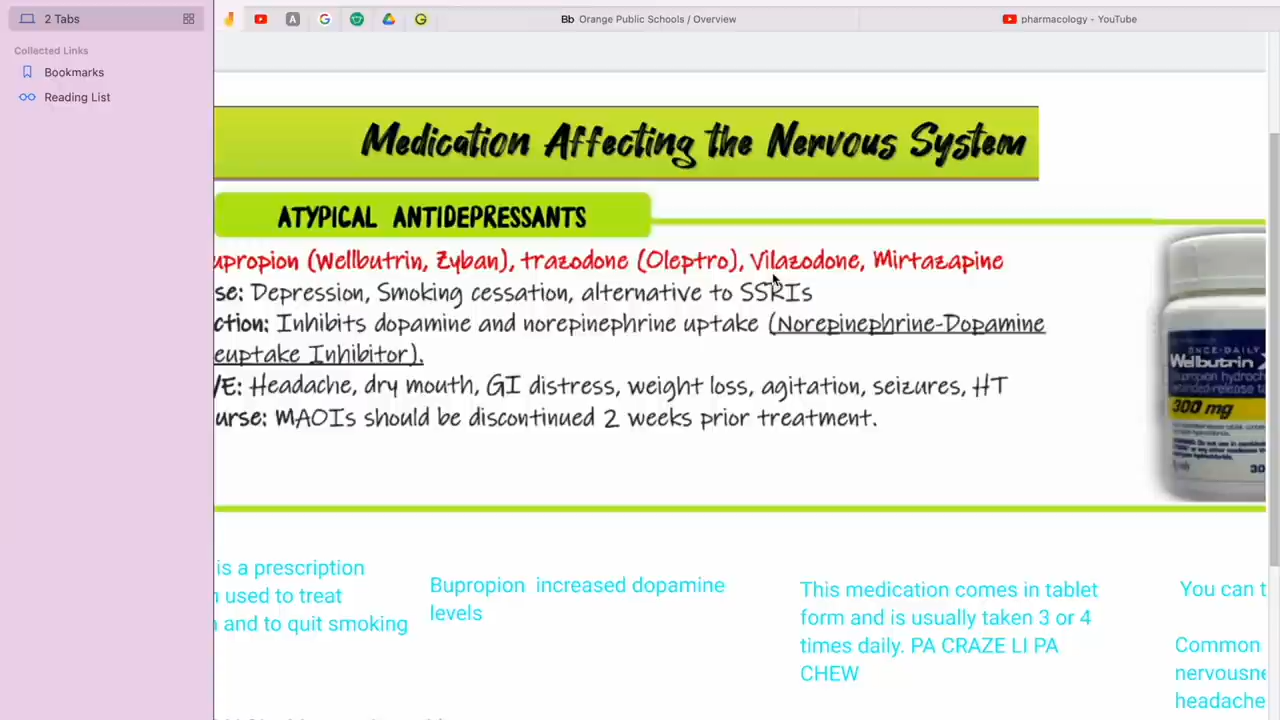 2 Tabs
Orange Public Schools / Overview
pharmacology - YouTube
Collected Links
Bookmarks
Reading List
Medication Affecting the Nervous System
ATYPICAL ANTIDEPRESSANTS
upropion (Wellbutrin, Zyban), trazodone (Oleptro), Vilazodone, Mirtazapine
se: Depression, Smoking cessation, alternative to SSRIs
ction: Inhibits dopamine and norepinephrine uptake (Norepinephrine-Dopamine
euptake Inhibitor).
/E: Headache, dry mouth, GI distress, weight loss, agitation, seizures, HT
urse: MAOIs should be discontinued 2 weeks prior treatment.
ONCE-DAILY
Wellbutrin X
300 mg
30
is a prescription
used to treat
and to quit smoking
Bupropion increased dopamine
levels
This medication comes in tablet
form and is usually taken 3 or 4
times daily. PA CRAZE LI PA
CHEW
You can t
Common
nervousne
headache